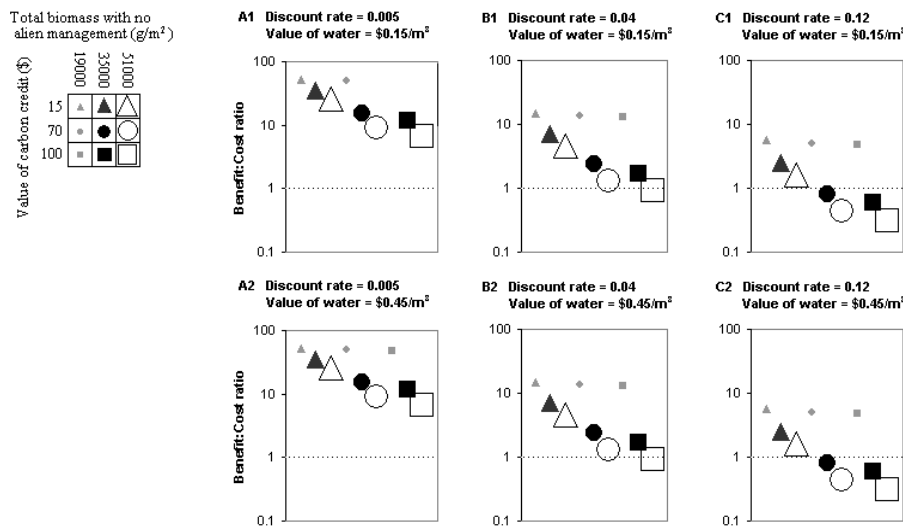 Total biomass with no
alien management (g/m²)
19000
35000
51000
Value of carbon credit ($)
15
70
100
A1 Discount rate = 0.005
Value of water = $0.15/m³
B1 Discount rate = 0.04
Value of water = $0.15/m³
C1 Discount rate = 0.12
Value of water = $0.15/m³
Benefit:Cost ratio
100
10
1
0.1
100
10
1
0.1
100
10
1
0.1
A2 Discount rate = 0.005
Value of water = $0.45/m³
B2 Discount rate = 0.04
Value of water = $0.45/m³
C2 Discount rate = 0.12
Value of water = $0.45/m³
Benefit:Cost ratio
100
10
1
0.1
100
10
1
0.1
100
10
1
0.1